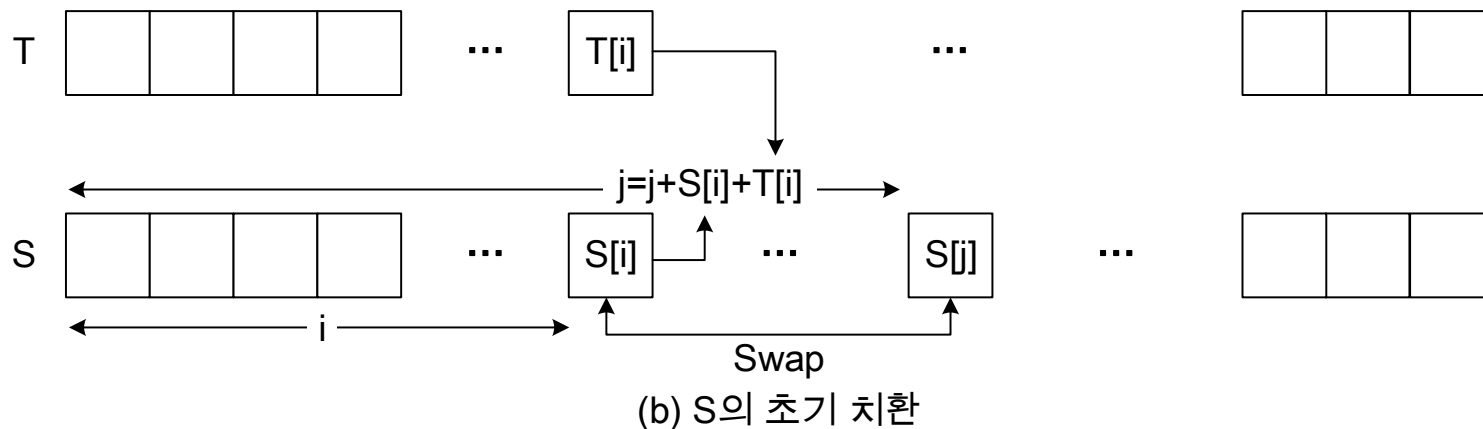 T ... T[i] ...
j=j+S[i]+T[i]
S ... S[i] ... S[j] ...
i
Swap
(b) S의 초기 치환